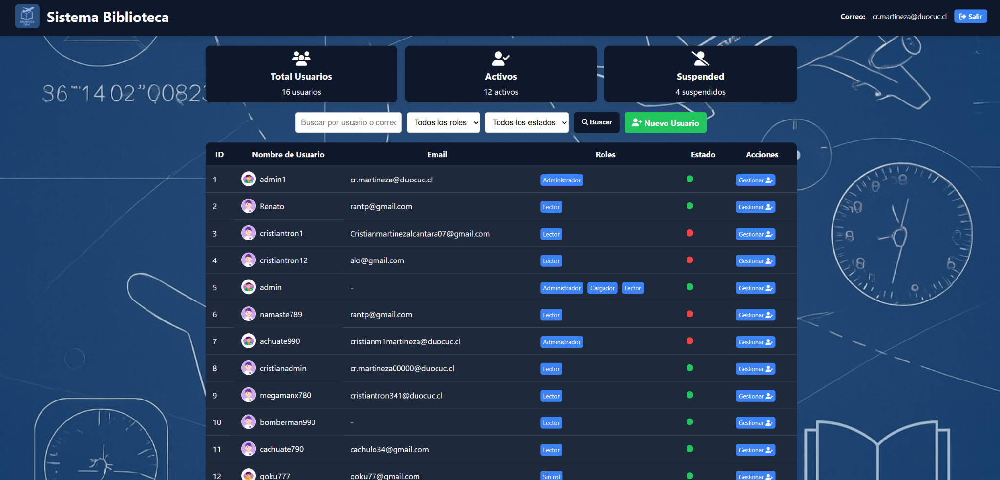 BIBLIOTECA
DGAC
Sistema Biblioteca
Correo: cr.martineza@duocuc.cl Salir
Total Usuarios
16 usuarios
Activos
12 activos
Suspended
4 suspendidos
36°"'1402"0082
Buscar por usuario o correc
Todos los roles
Todos los estados
Buscar
Nuevo Usuario
ID Nombre de Usuario Email Roles Estado Acciones
1 admin1 cr.martineza@duocuc.cl Administrador Gestionar
2 Renato rantp@gmail.com Lector Gestionar
3 cristiantron1 Cristianmartinezalcantara07@gmail.com Lector Gestionar
4 cristiantron12 alo@gmail.com Lector Gestionar
5 admin - Administrador Cargador Lector Gestionar
6 namaste789 rantp@gmail.com Lector Gestionar
7 achuate990 cristianm1martineza@duocuc.cl Administrador Gestionar
8 cristianadmin cr.martineza00000@duocuc.cl Lector Gestionar
9 megamanx780 cristiantron341@duocuc.cl Lector Gestionar
10 bomberman990 - Lector Gestionar
11 cachuate790 cachulo34@gmail.com Lector Gestionar
12 goku777 goku77@gmail.com Sin rol Gestionar